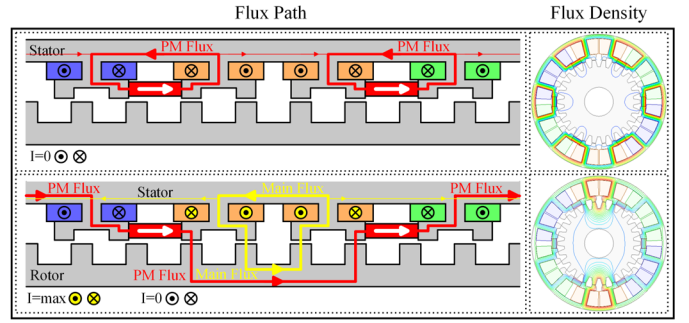 Flux Path
Flux Density
Stator
PM Flux
PM Flux
I=0
PM Flux
Stator
Main Flux
PM Flux
Rotor
PM Flux
Main Flux
I=max
I=0